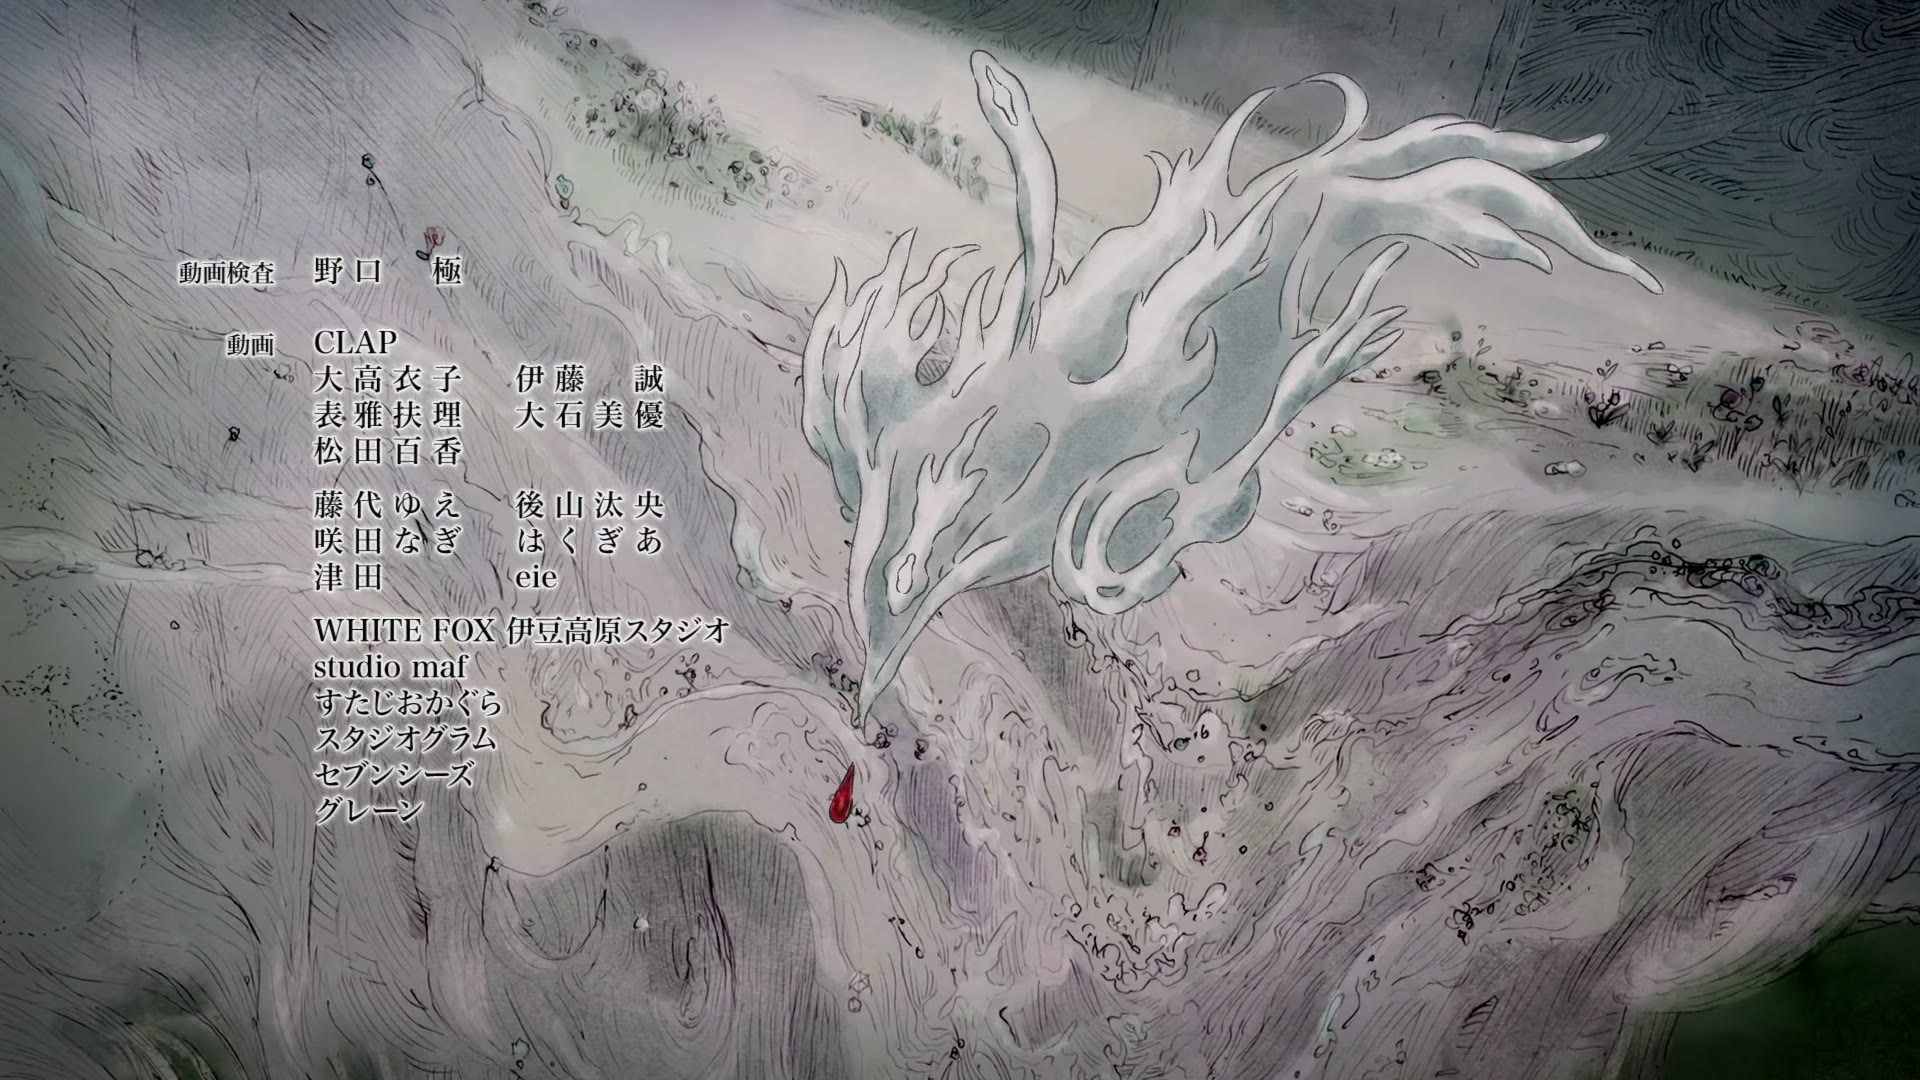 動画検査 野口 極
動画 CLAP
大高衣子 伊藤 誠
表雅扶理 大石美優
松田百香
藤代ゆえ 後山汰央
咲田なぎ はくぎあ
津田 eie
WHITE FOX 伊豆高原スタジオ
studio maf
すたじおかぐら
スタジオグラム
セブンシーズ
グレーン